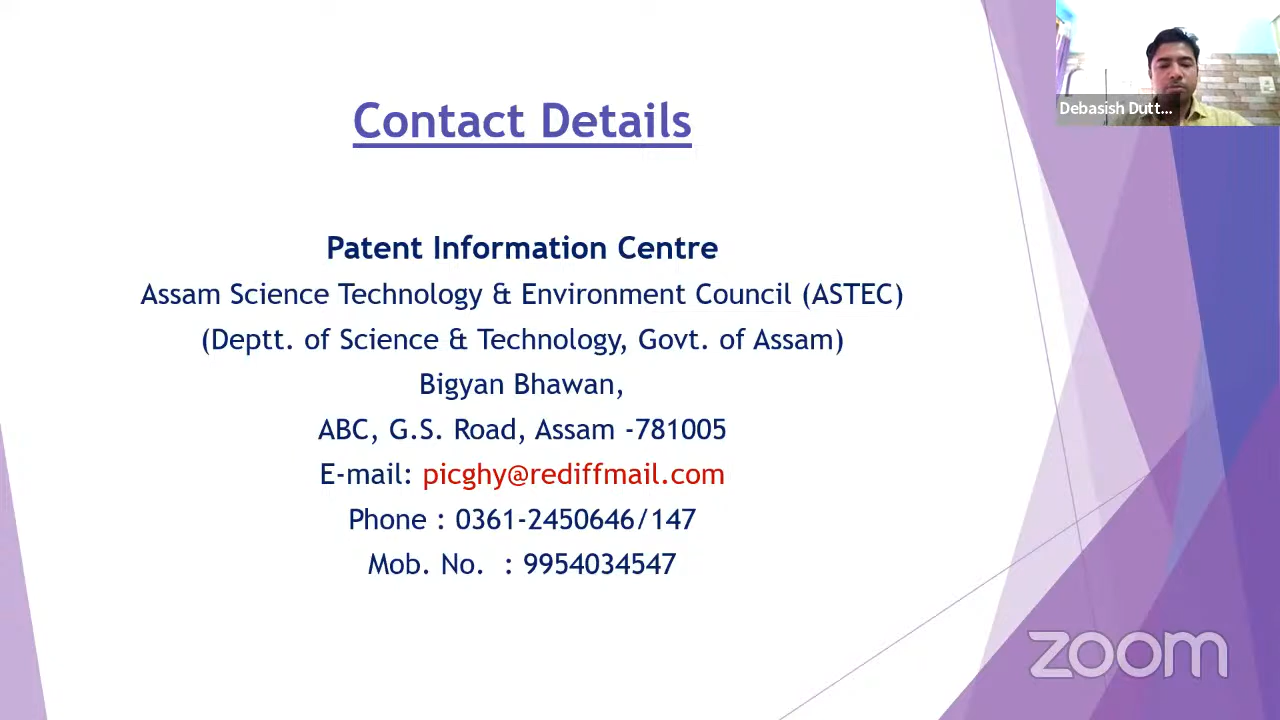 Contact Details
Debasish Dutt...
Patent Information Centre
Assam Science Technology & Environment Council (ASTEC)
(Deptt. of Science & Technology, Govt. of Assam)
Bigyan Bhawan,
ABC, G.S. Road, Assam -781005
E-mail: picghy@rediffmail.com
Phone : 0361-2450646/147
Mob. No. : 9954034547
zoom